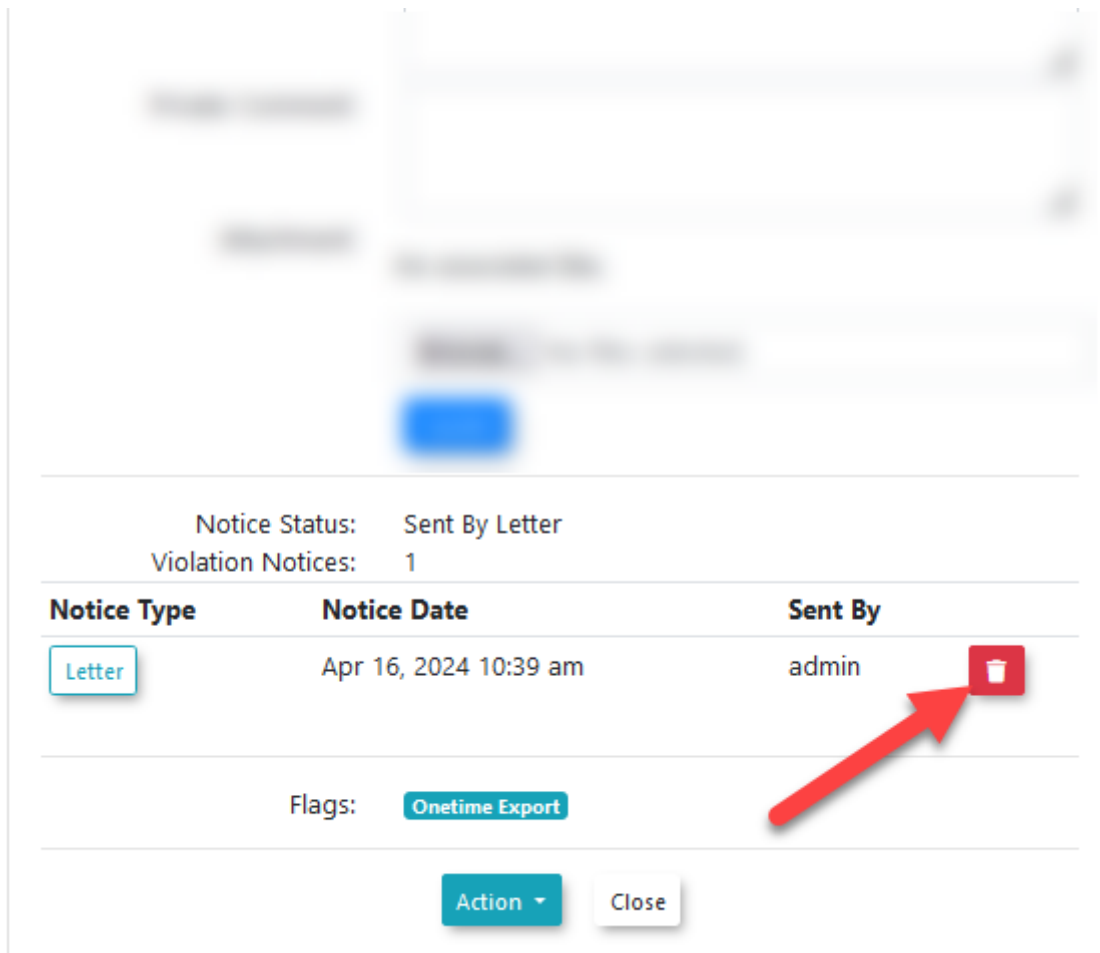 Notice Status: Sent By Letter
Violation Notices: 1
Notice Type Notice Date Sent By
Letter Apr 16, 2024 10:39 am admin
Flags: Onetime Export
Action Close